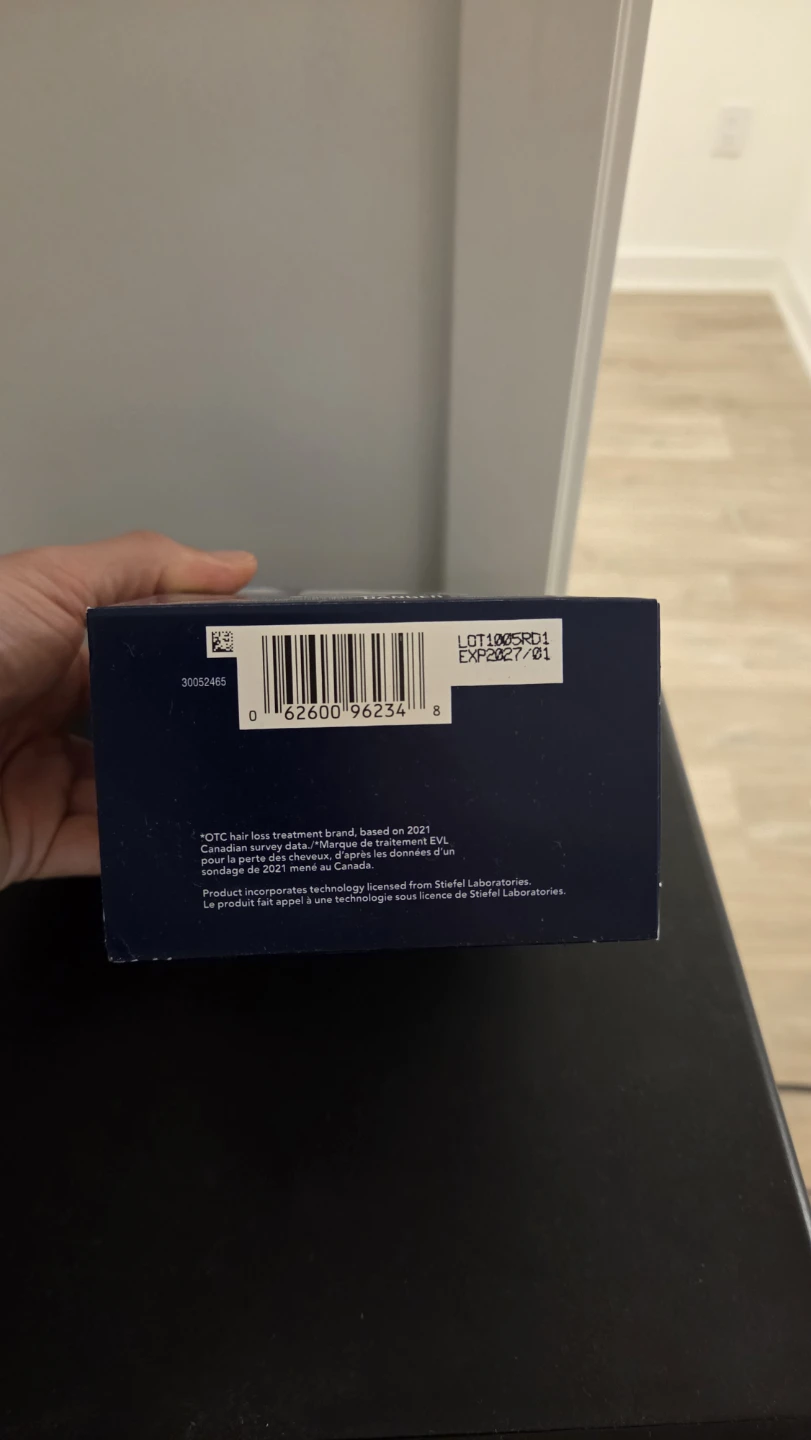 LOT1005RD1
EXP2027/01
30052465
0 62600 96234 8
*OTC hair loss treatment brand, based on 2021
Canadian survey data./*Marque de traitement EVL
pour la perte des cheveux, d'après les données d'un
sondage de 2021 mené au Canada.
Product incorporates technology licensed from Stiefel Laboratories.
Le produit fait appel à une technologie sous licence de Stiefel Laboratories.